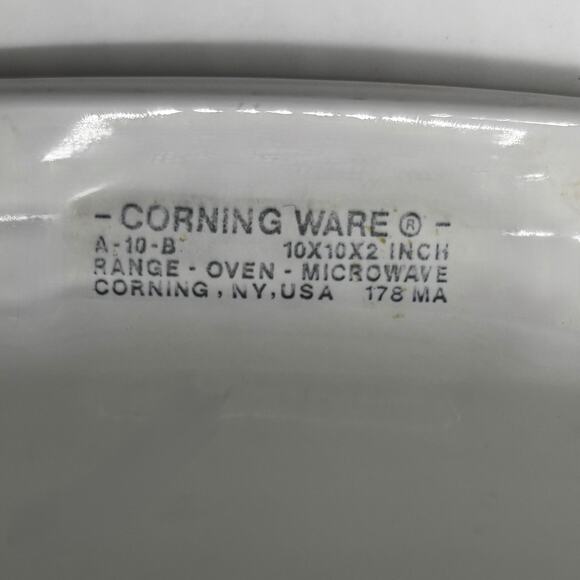 - CORNING WARE ® -
A-10-B 10X10X2 INCH
RANGE - OVEN - MICROWAVE
CORNING, NY, USA 178 MA